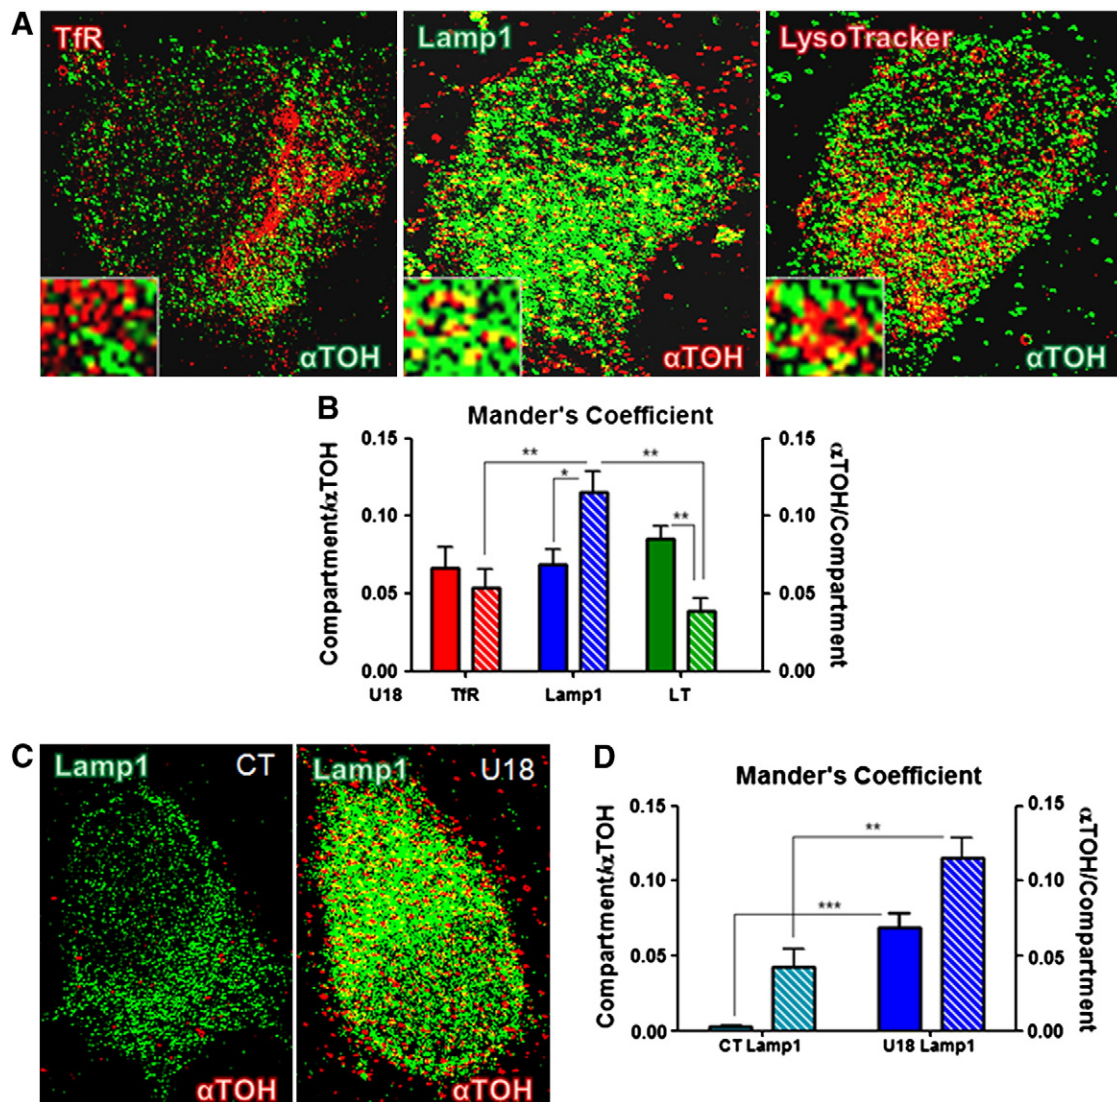 A
TfR
αTOH
Lamp1
αTOH
LysoTracker
αTOH
B
Mander's Coefficient
Compartment/αTOH
αTOH/Compartment
0.15
0.10
0.05
0.00
0.15
0.10
0.05
0.00
**
*
**
**
U18
TfR
Lamp1
LT
C
Lamp1
CT
αTOH
Lamp1
U18
αTOH
D
Mander's Coefficient
Compartment/αTOH
αTOH/Compartment
0.15
0.10
0.05
0.00
0.15
0.10
0.05
0.00
**
***
CT Lamp1
U18 Lamp1